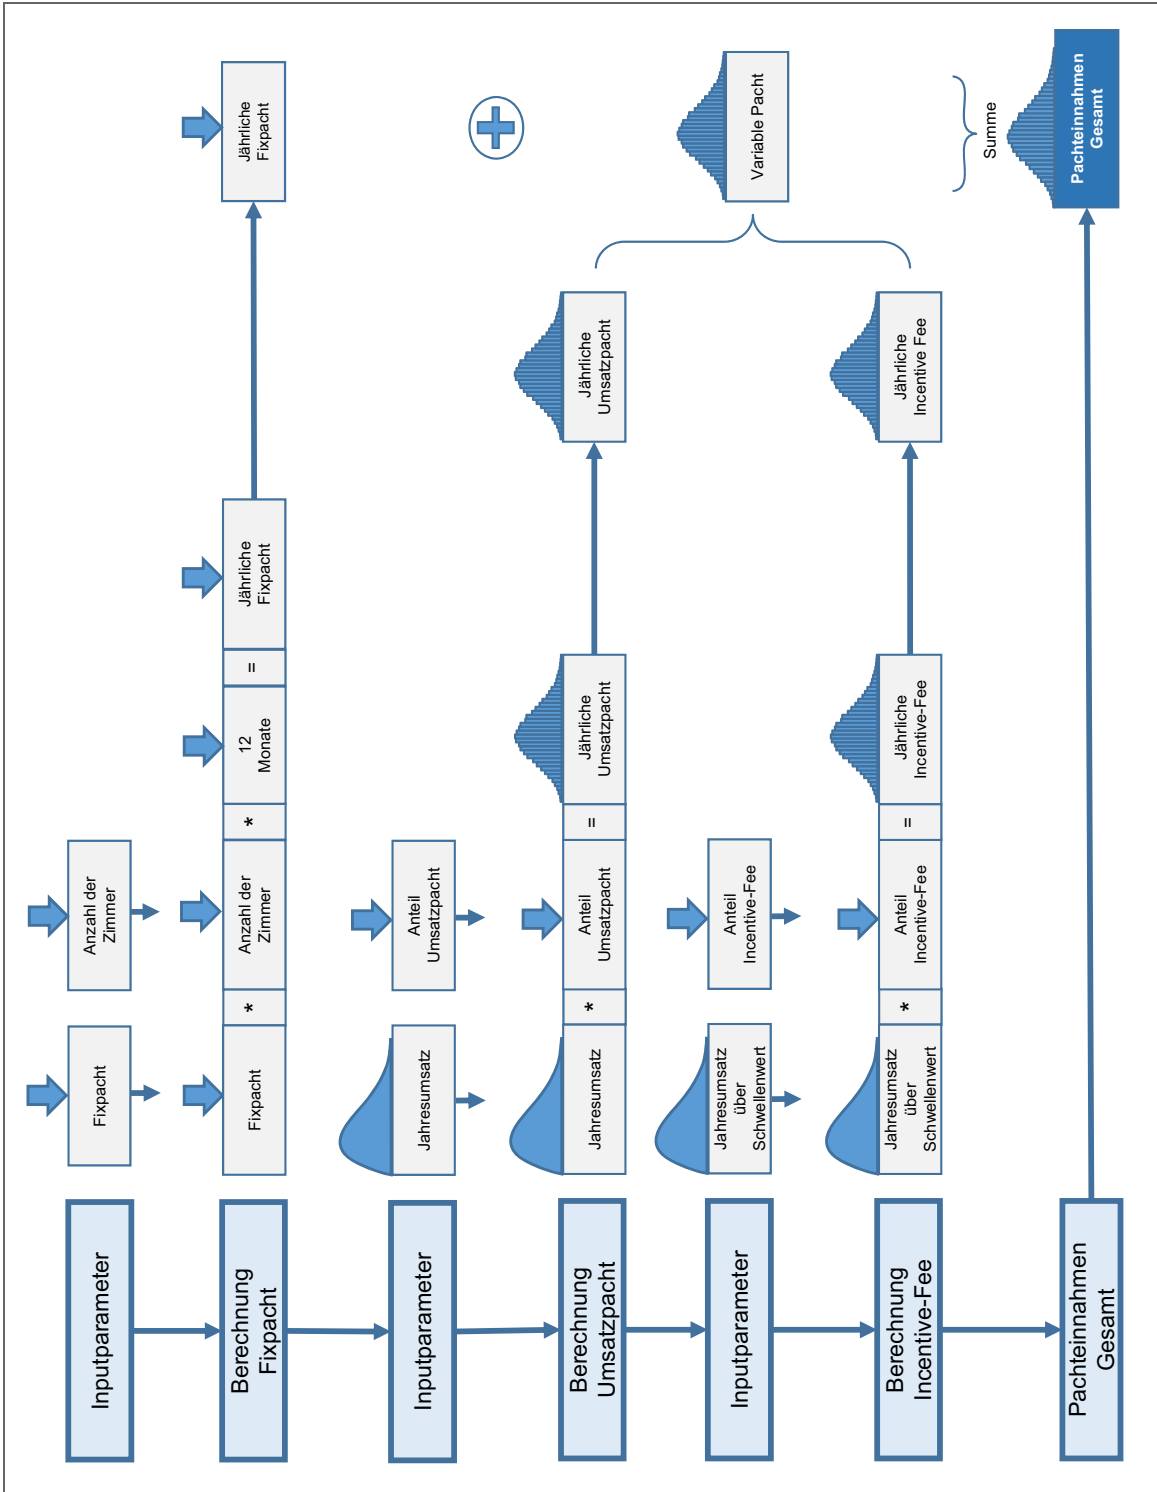 Inputparameter
Fixpacht
Anzahl der
Zimmer
Berechnung
Fixpacht
Fixpacht
*
Anzahl der
Zimmer
*
12
Monate
=
Jährliche
Fixpacht
Jährliche
Fixpacht
Inputparameter
Jahresumsatz
Anteil
Umsatzpacht
Berechnung
Umsatzpacht
Jahresumsatz
*
Anteil
Umsatzpacht
=
Jährliche
Umsatzpacht
Jährliche
Umsatzpacht
Inputparameter
Jahresumsatz
über
Schwellenwert
Anteil
Incentive-Fee
Variable Pacht
Berechnung
Incentive-Fee
Jahresumsatz
über
Schwellenwert
*
Anteil
Incentive-Fee
=
Jährliche
Incentive-Fee
Jährliche
Incentive Fee
Summe
Pachteinnahmen
Gesamt
Pachteinnahmen
Gesamt